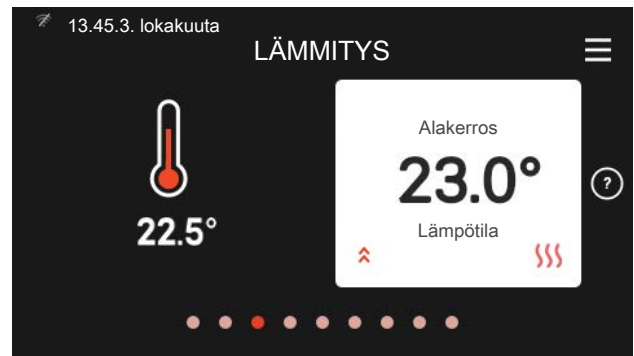 13.45.3. lokakuuta
LÄMMITYS
Alakerros
23.0°
Lämpötila
22.5°
?